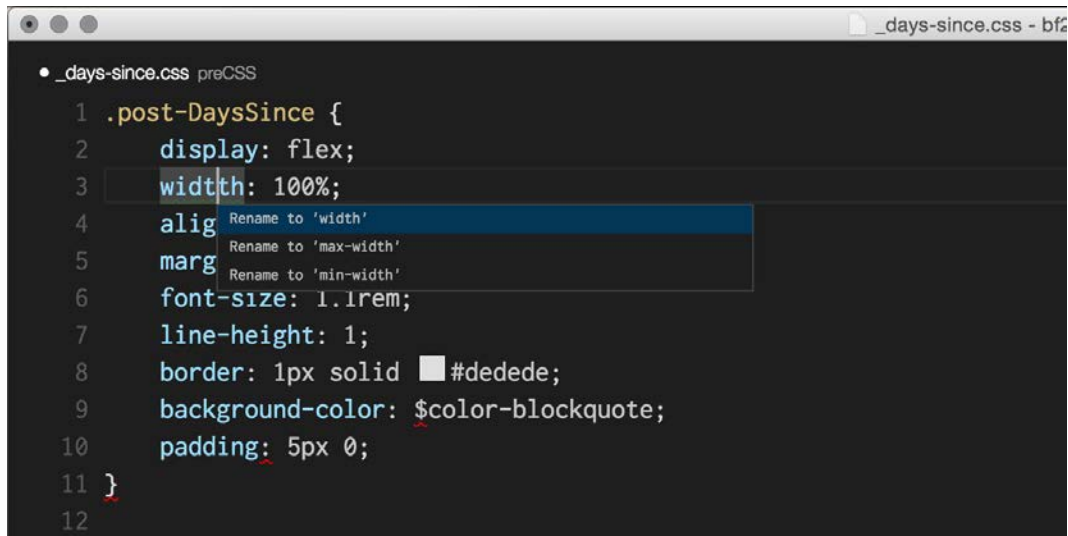 _days-since.css - bf2
_days-since.css preCSS
1 .post-DaysSince {
2 display: flex;
3 widtth: 100%;
4 alig
Rename to 'width'
5 marg
Rename to 'max-width'
Rename to 'min-width'
6 font-size: 1.1rem;
7 line-height: 1;
8 border: 1px solid #dedede;
9 background-color: $color-blockquote;
10 padding: 5px 0;
11 }
12